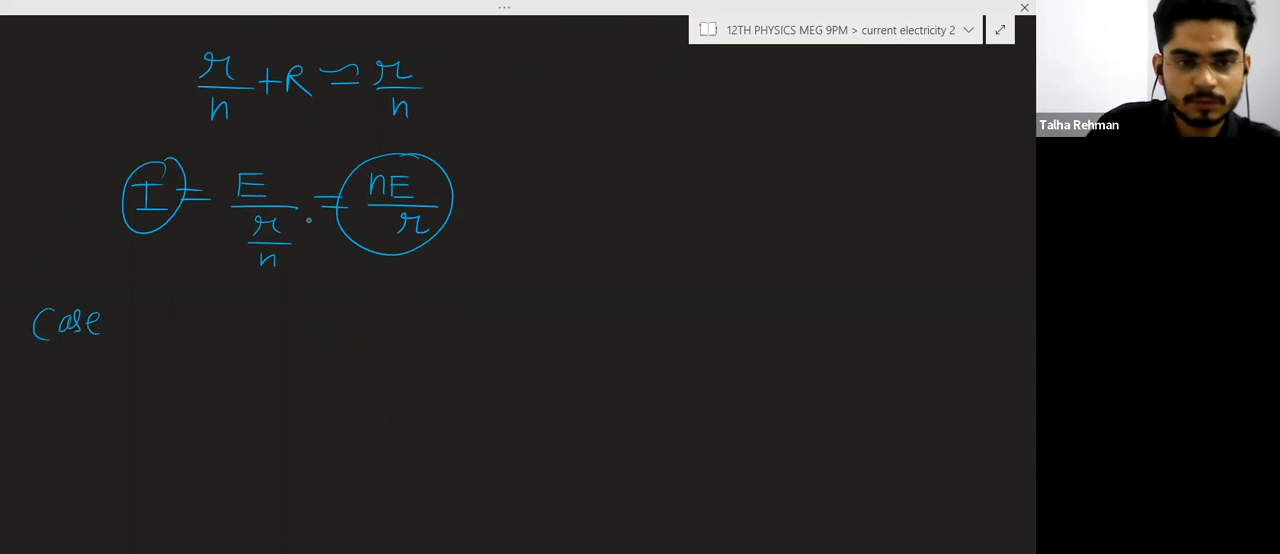 12TH PHYSICS MEG 9PM > current electricity 2
r/n + R ≃ r/n
I = E/(r/n) = nE/r
Case
Talha Rehman